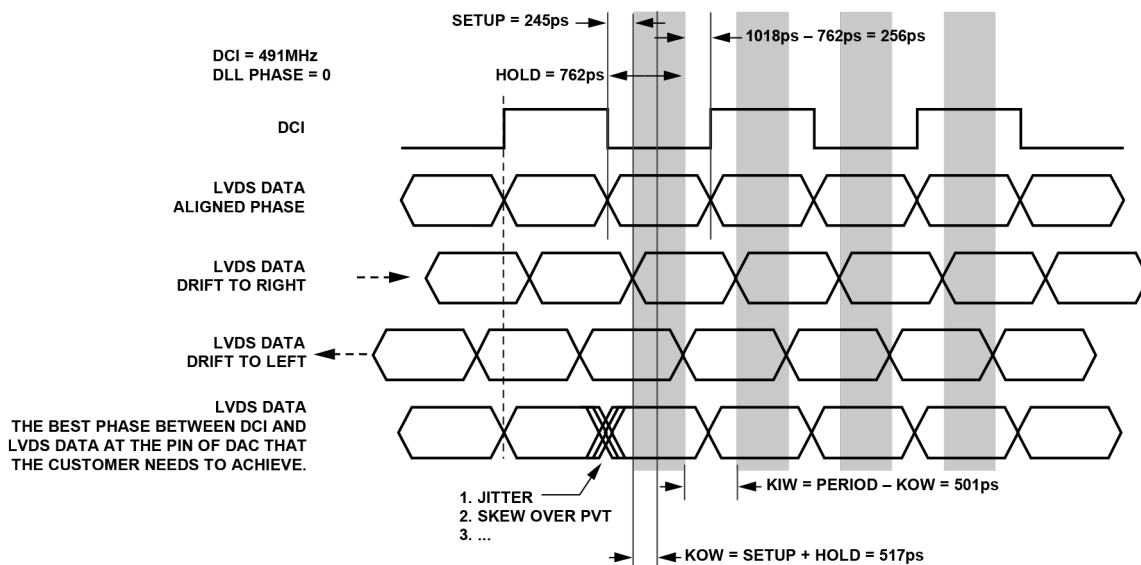 SETUP = 245ps
1018ps – 762ps = 256ps
DCI = 491MHz
DLL PHASE = 0
HOLD = 762ps
DCI
LVDS DATA
ALIGNED PHASE
LVDS DATA
DRIFT TO RIGHT
LVDS DATA
DRIFT TO LEFT
LVDS DATA
THE BEST PHASE BETWEEN DCI AND
LVDS DATA AT THE PIN OF DAC THAT
THE CUSTOMER NEEDS TO ACHIEVE.
KIW = PERIOD – KOW = 501ps
1. JITTER
2. SKEW OVER PVT
3. ...
KOW = SETUP + HOLD = 517ps